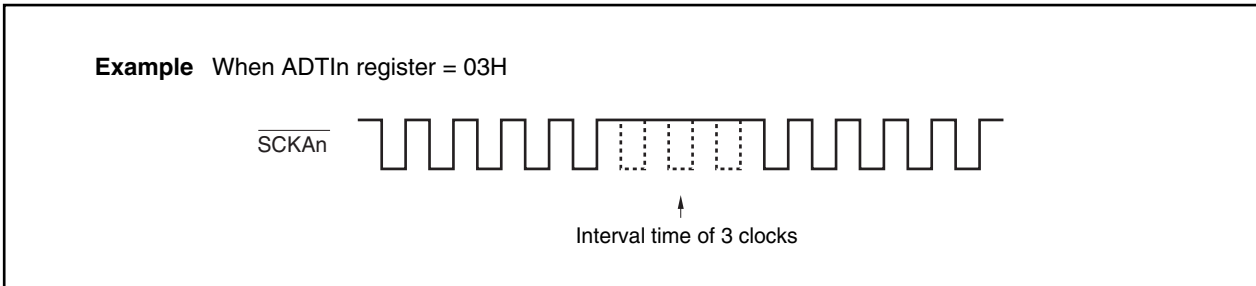 Example When ADTIn register = 03H
SCKAn
Interval time of 3 clocks